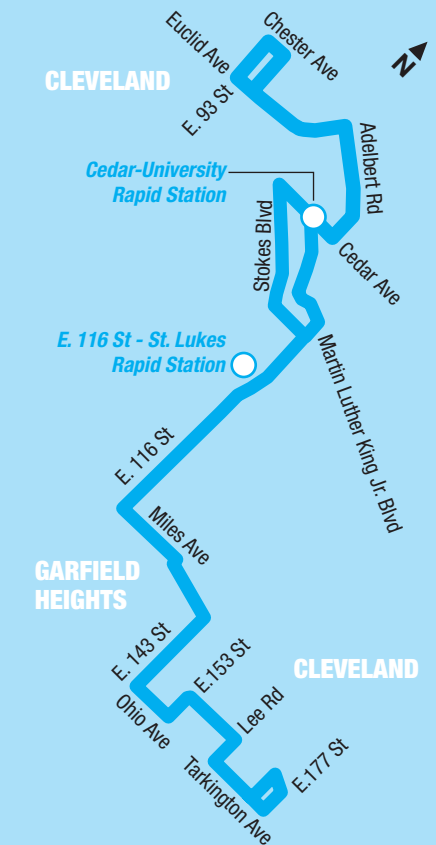 Euclid Ave
Chester Ave
N
CLEVELAND
E. 93 St
Adelbert Rd
Cedar-University
Rapid Station
Stokes Blvd
Cedar Ave
E. 116 St - St. Lukes
Rapid Station
Martin Luther King Jr. Blvd
E. 116 St
Miles Ave
GARFIELD
HEIGHTS
E. 143 St
E.153 St
CLEVELAND
Ohio Ave
Lee Rd
E.177 St
Tarkington Ave